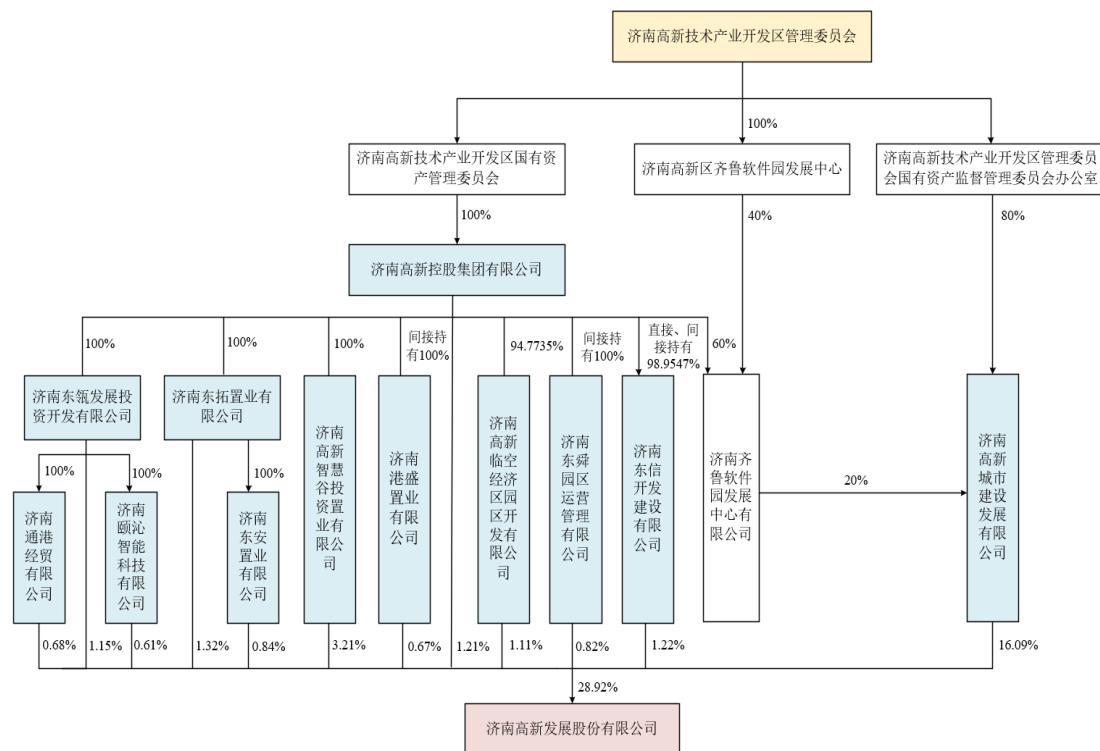 济南高新技术产业开发区管理委员会
100%
济南高新技术产业开发区国有资
产管理委员会
济南高新区齐鲁软件园发展中心
济南高新技术产业开发区管理委员
会国有资产监督管理委员会办公室
100%
40%
80%
济南高新控股集团有限公司
100%
100%
100%
间接持
有100%
94.7735%
间接持
有100%
直接、间
接持有
98.9547%
60%
济南东瓴发展投
资开发有限公司
济南东拓置业有
限公司
济南
高新
智慧
谷投
资置
业有
限公
司
济南
港盛
置业
有限
公司
济南
高新
临空
经济
区园
区开
发有
限公
司
济南
东舜
园区
运营
管理
有限
公司
济南
东信
开发
建设
有限
公司
济南齐
鲁软件
园发展
中心有
限公司
20%
济南
高新
城市
建设
发展
有限
公司
100%
100%
100%
济南
通港
经贸
有限
公司
济南
颐沁
智能
科技
有限
公司
济南
东安
置业
有限
公司
0.68%
1.15%
0.61%
1.32%
0.84%
3.21%
0.67%
1.21%
1.11%
0.82%
1.22%
16.09%
28.92%
济南高新发展股份有限公司